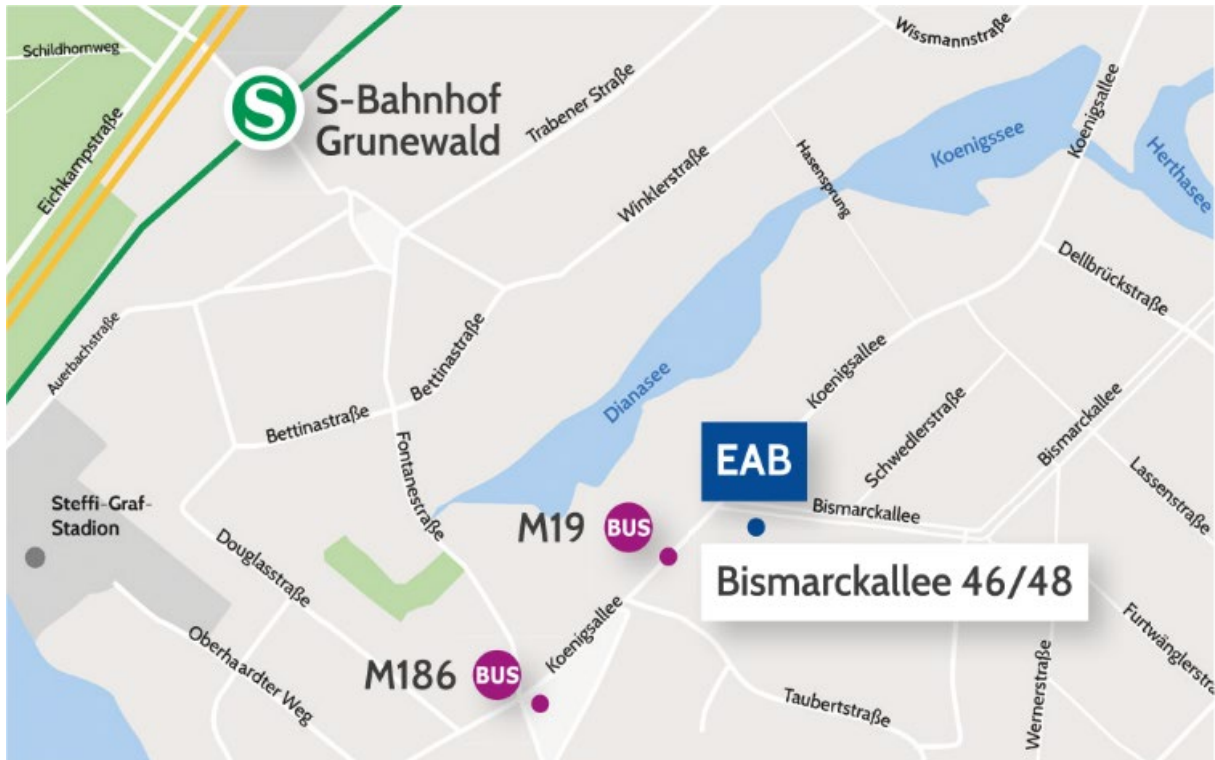 Wissmannstraße
Schildhornweg
S
S-Bahnhof
Grunewald
Trabener Straße
Eichkampstraße
Koenigssee
Koenigsallee
Herthasee
Hasensprung
Winklerstraße
Dellbrückstraße
Auerbachstraße
Bettinastraße
Dianasee
Koenigsallee
Bettinastraße
Fontanestraße
Schwedlerstraße
Bismarckallee
Lassenstraße
EAB
Steffi-Graf-
Stadion
M19 BUS
Bismarckallee
Douglasstraße
Bismarckallee 46/48
Koenigsallee
Oberhaardter Weg
M186 BUS
Taubertstraße
Wernerstraße
Furtwänglerstra